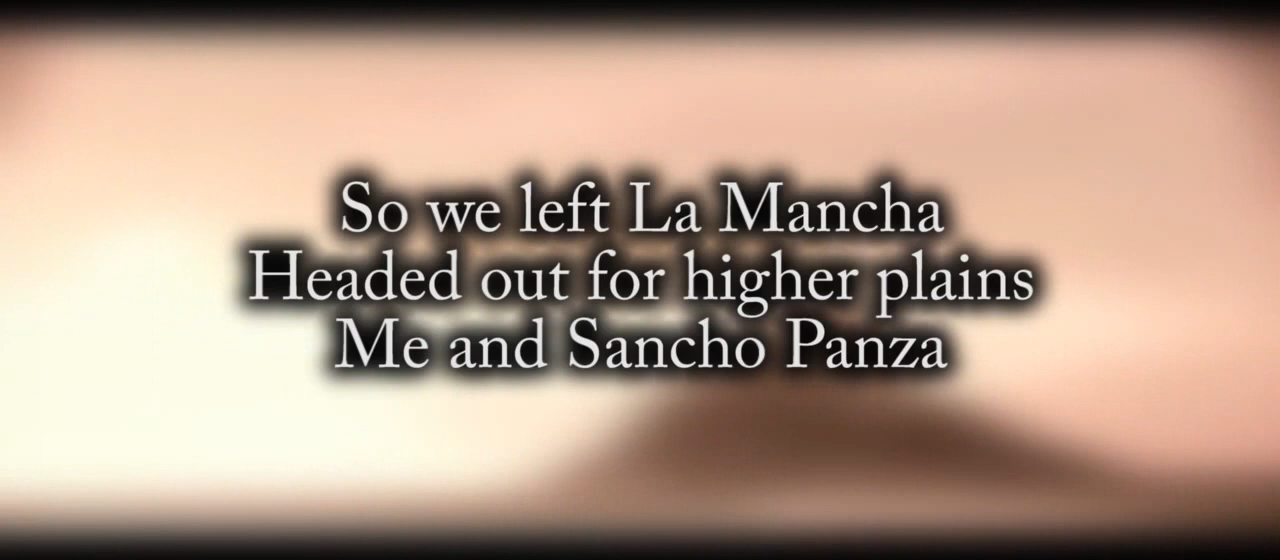 So we left La Mancha
Headed out for higher plains
Me and Sancho Panza